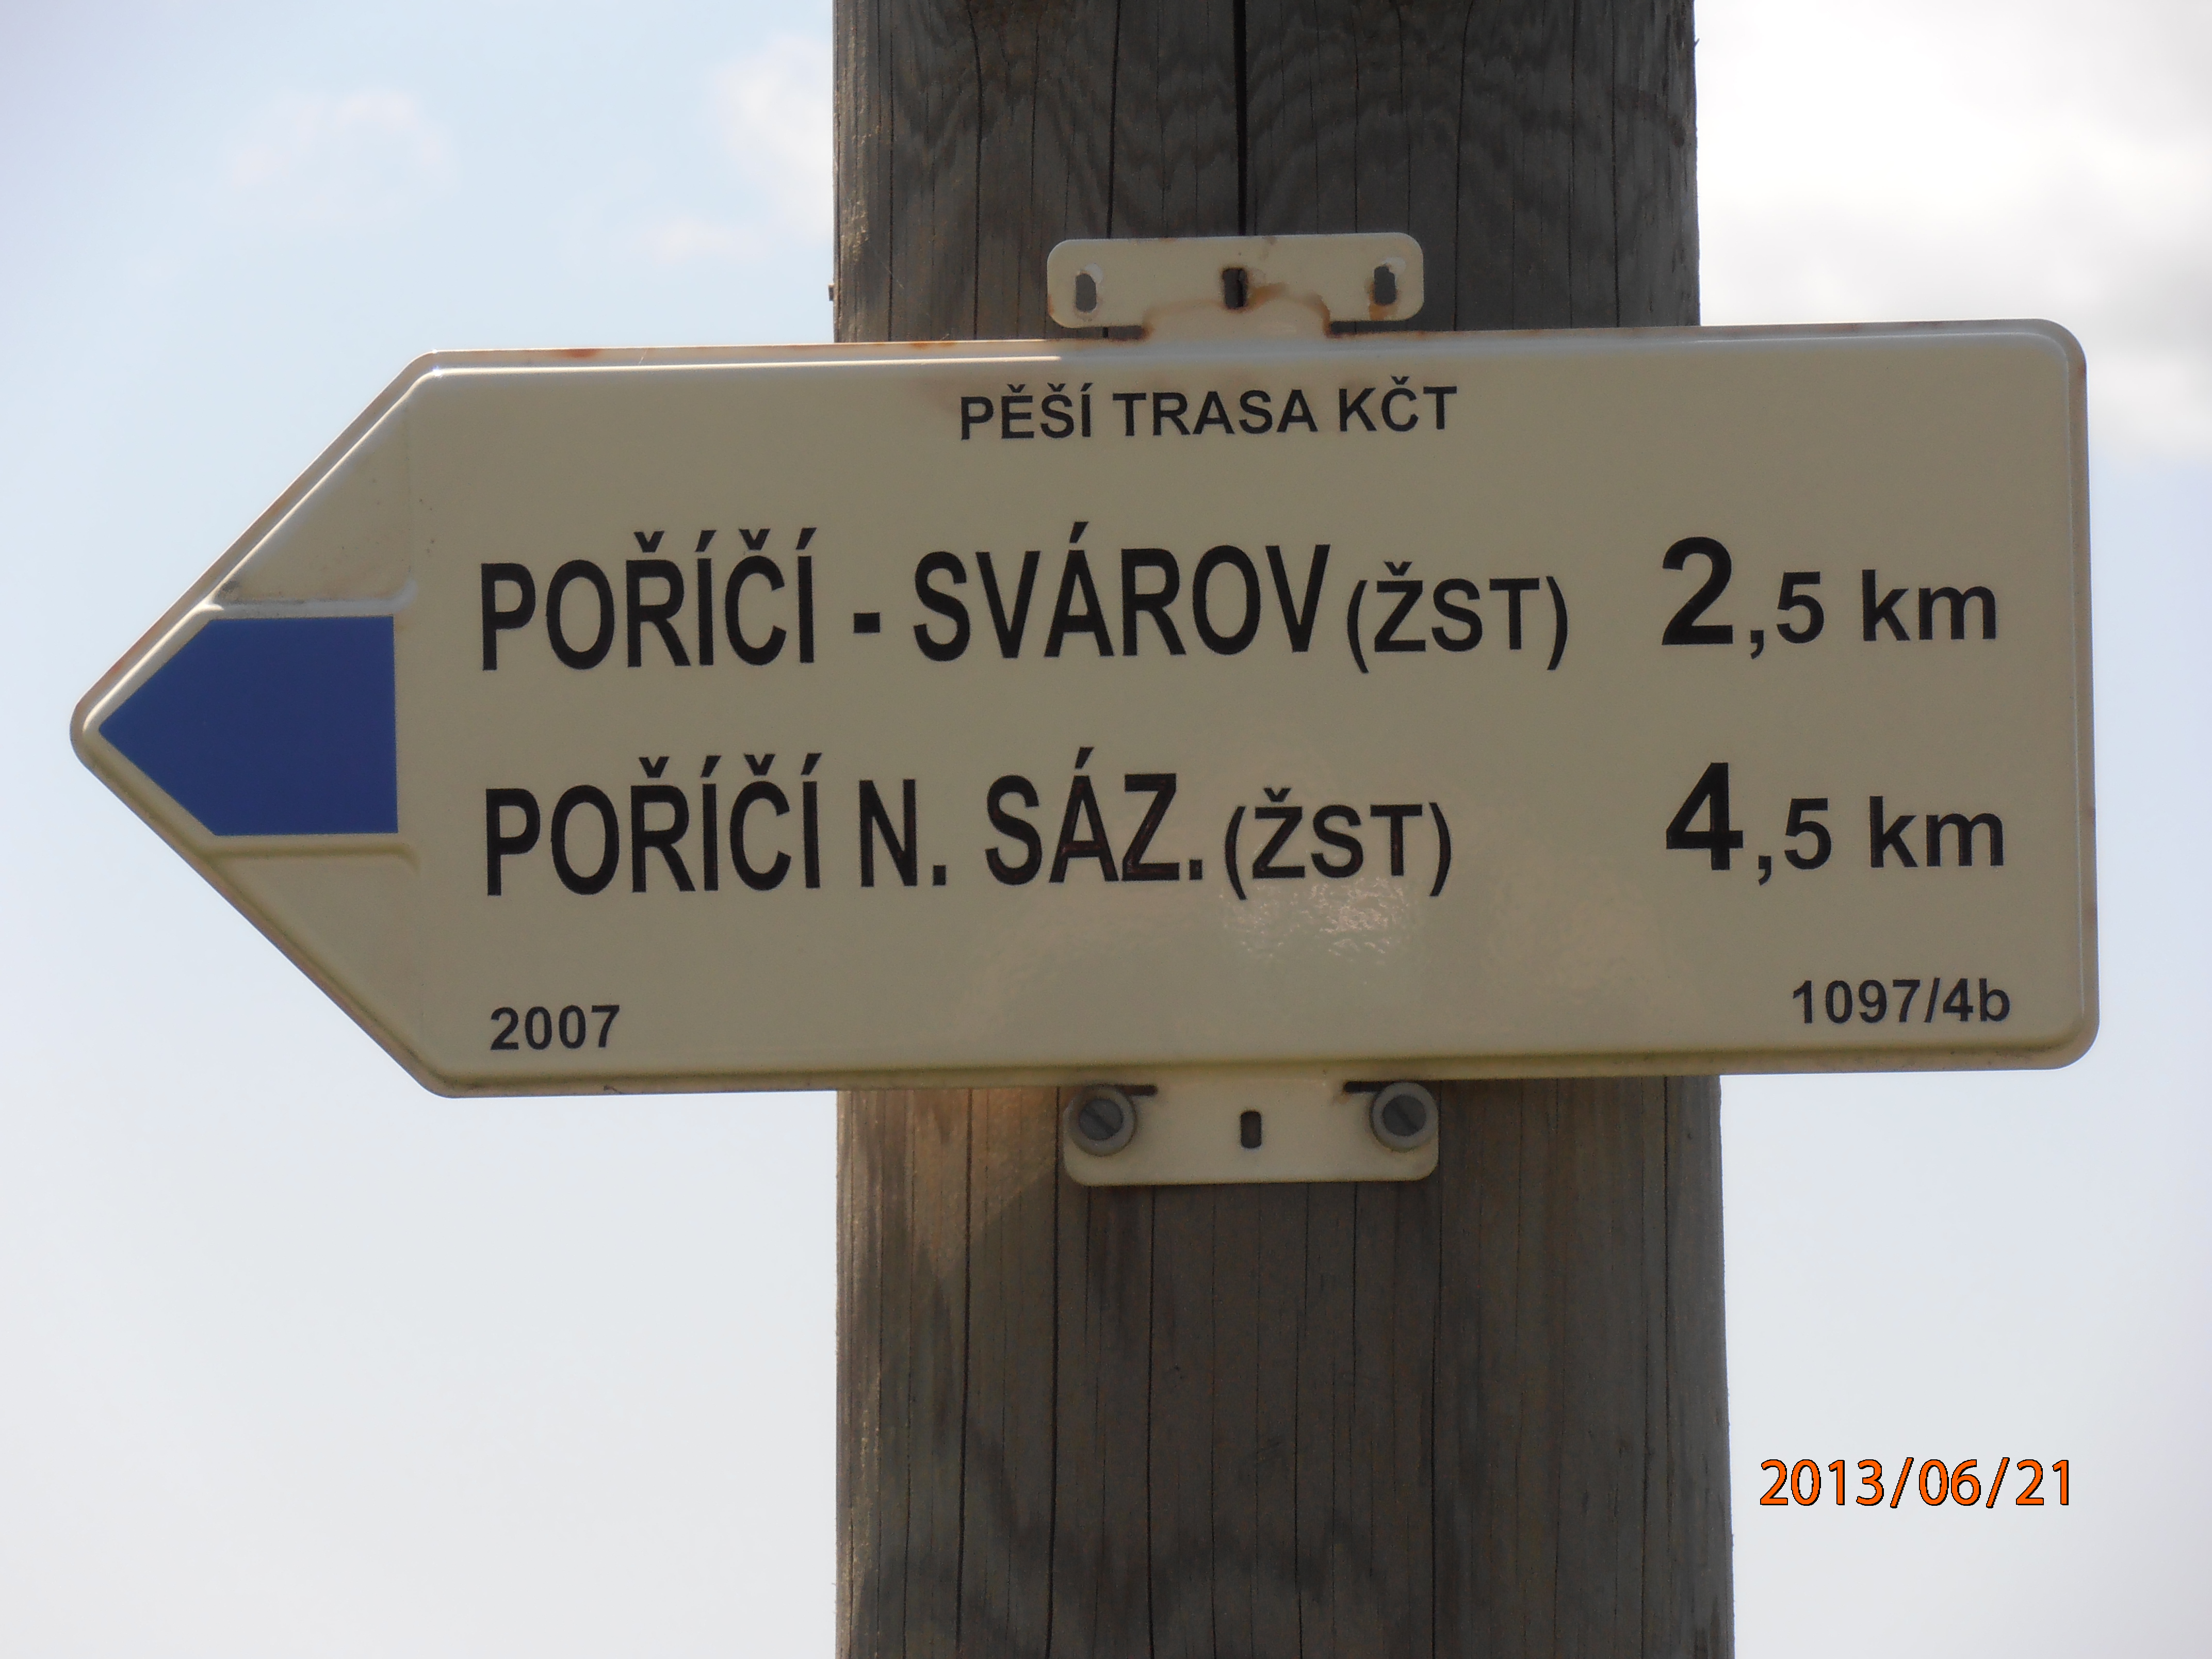 PĚŠÍ TRASA KČT
POŘÍČÍ - SVÁROV (ŽST) 2,5 km
POŘÍČÍ N. SÁZ. (ŽST) 4,5 km
2007 1097/4b
2013/06/21